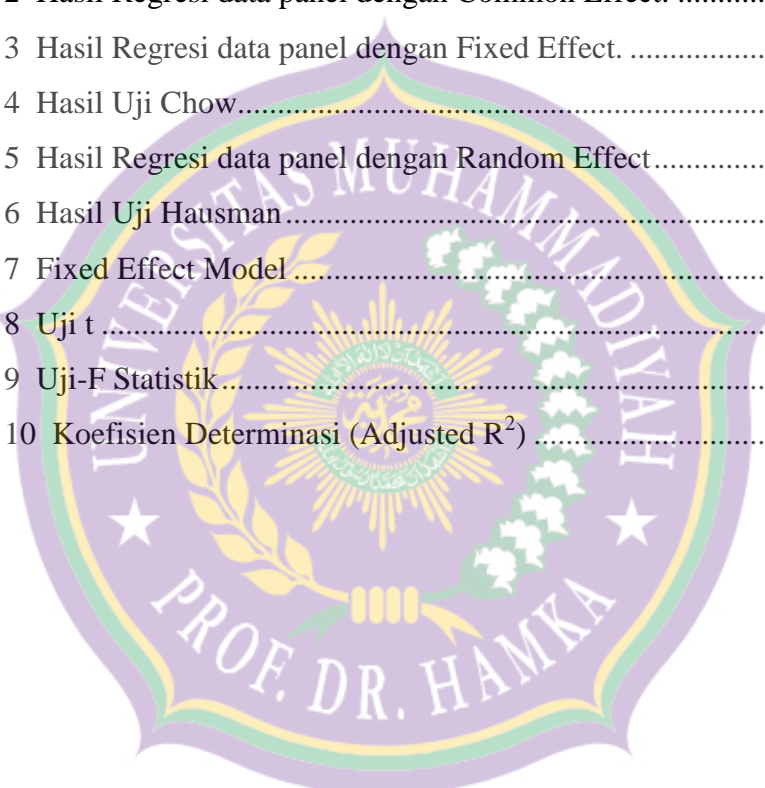 2 Hasil Regresi data panel dengan Common Effect. ...........
3 Hasil Regresi data panel dengan Fixed Effect. .................
4 Hasil Uji Chow.................................................................
5 Hasil Regresi data panel dengan Random Effect..............
6 Hasil Uji Hausman...........................................................
7 Fixed Effect Model..........................................................
8 Uji t..................................................................................
9 Uji-F Statistik....................................................................
10 Koefisien Determinasi (Adjusted R²)............................
UNIVERSITAS MUHAMMADIYAH
PROF. DR. HAMKA